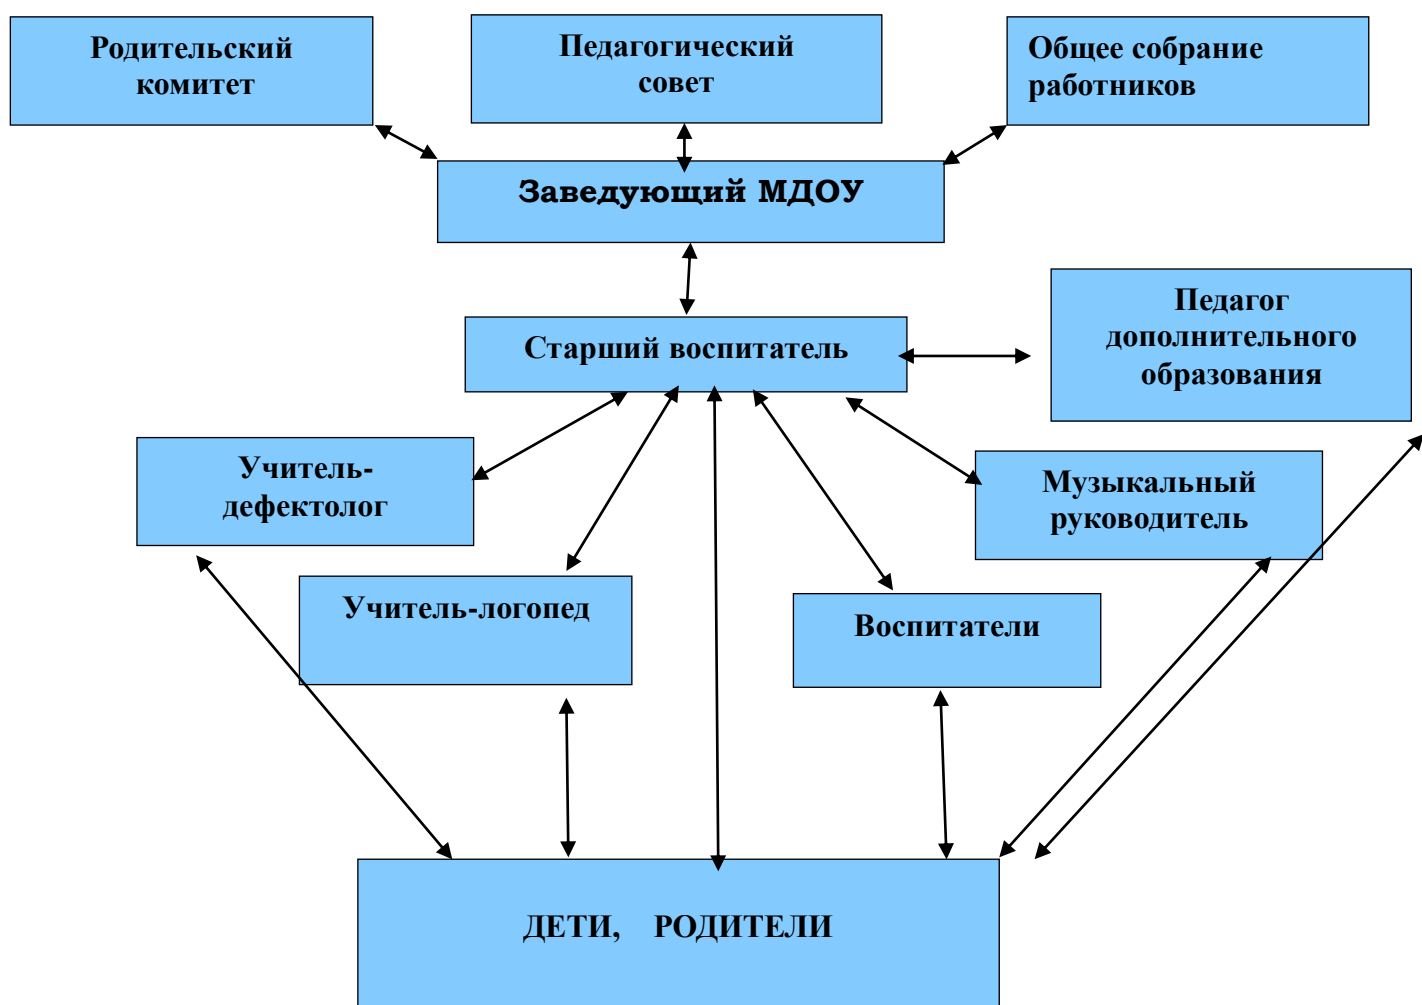 Родительский
комитет
Педагогический
совет
Общее собрание
работников
Заведующий МДОУ
Старший воспитатель
Педагог
дополнительного
образования
Учитель-
дефектолог
Музыкальный
руководитель
Учитель-логопед
Воспитатели
ДЕТИ, РОДИТЕЛИ